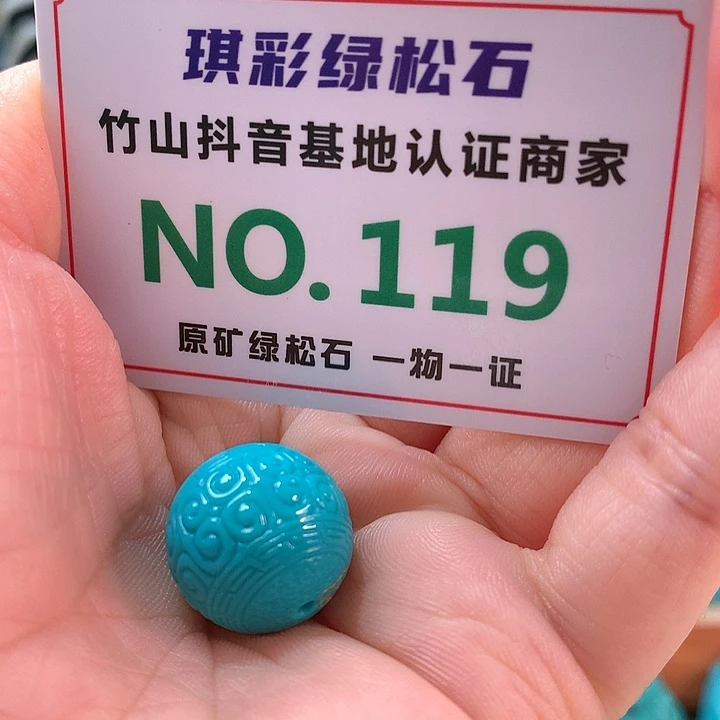 琪彩绿松石
竹山抖音基地认证商家
NO.119
原矿绿松石 一物一证